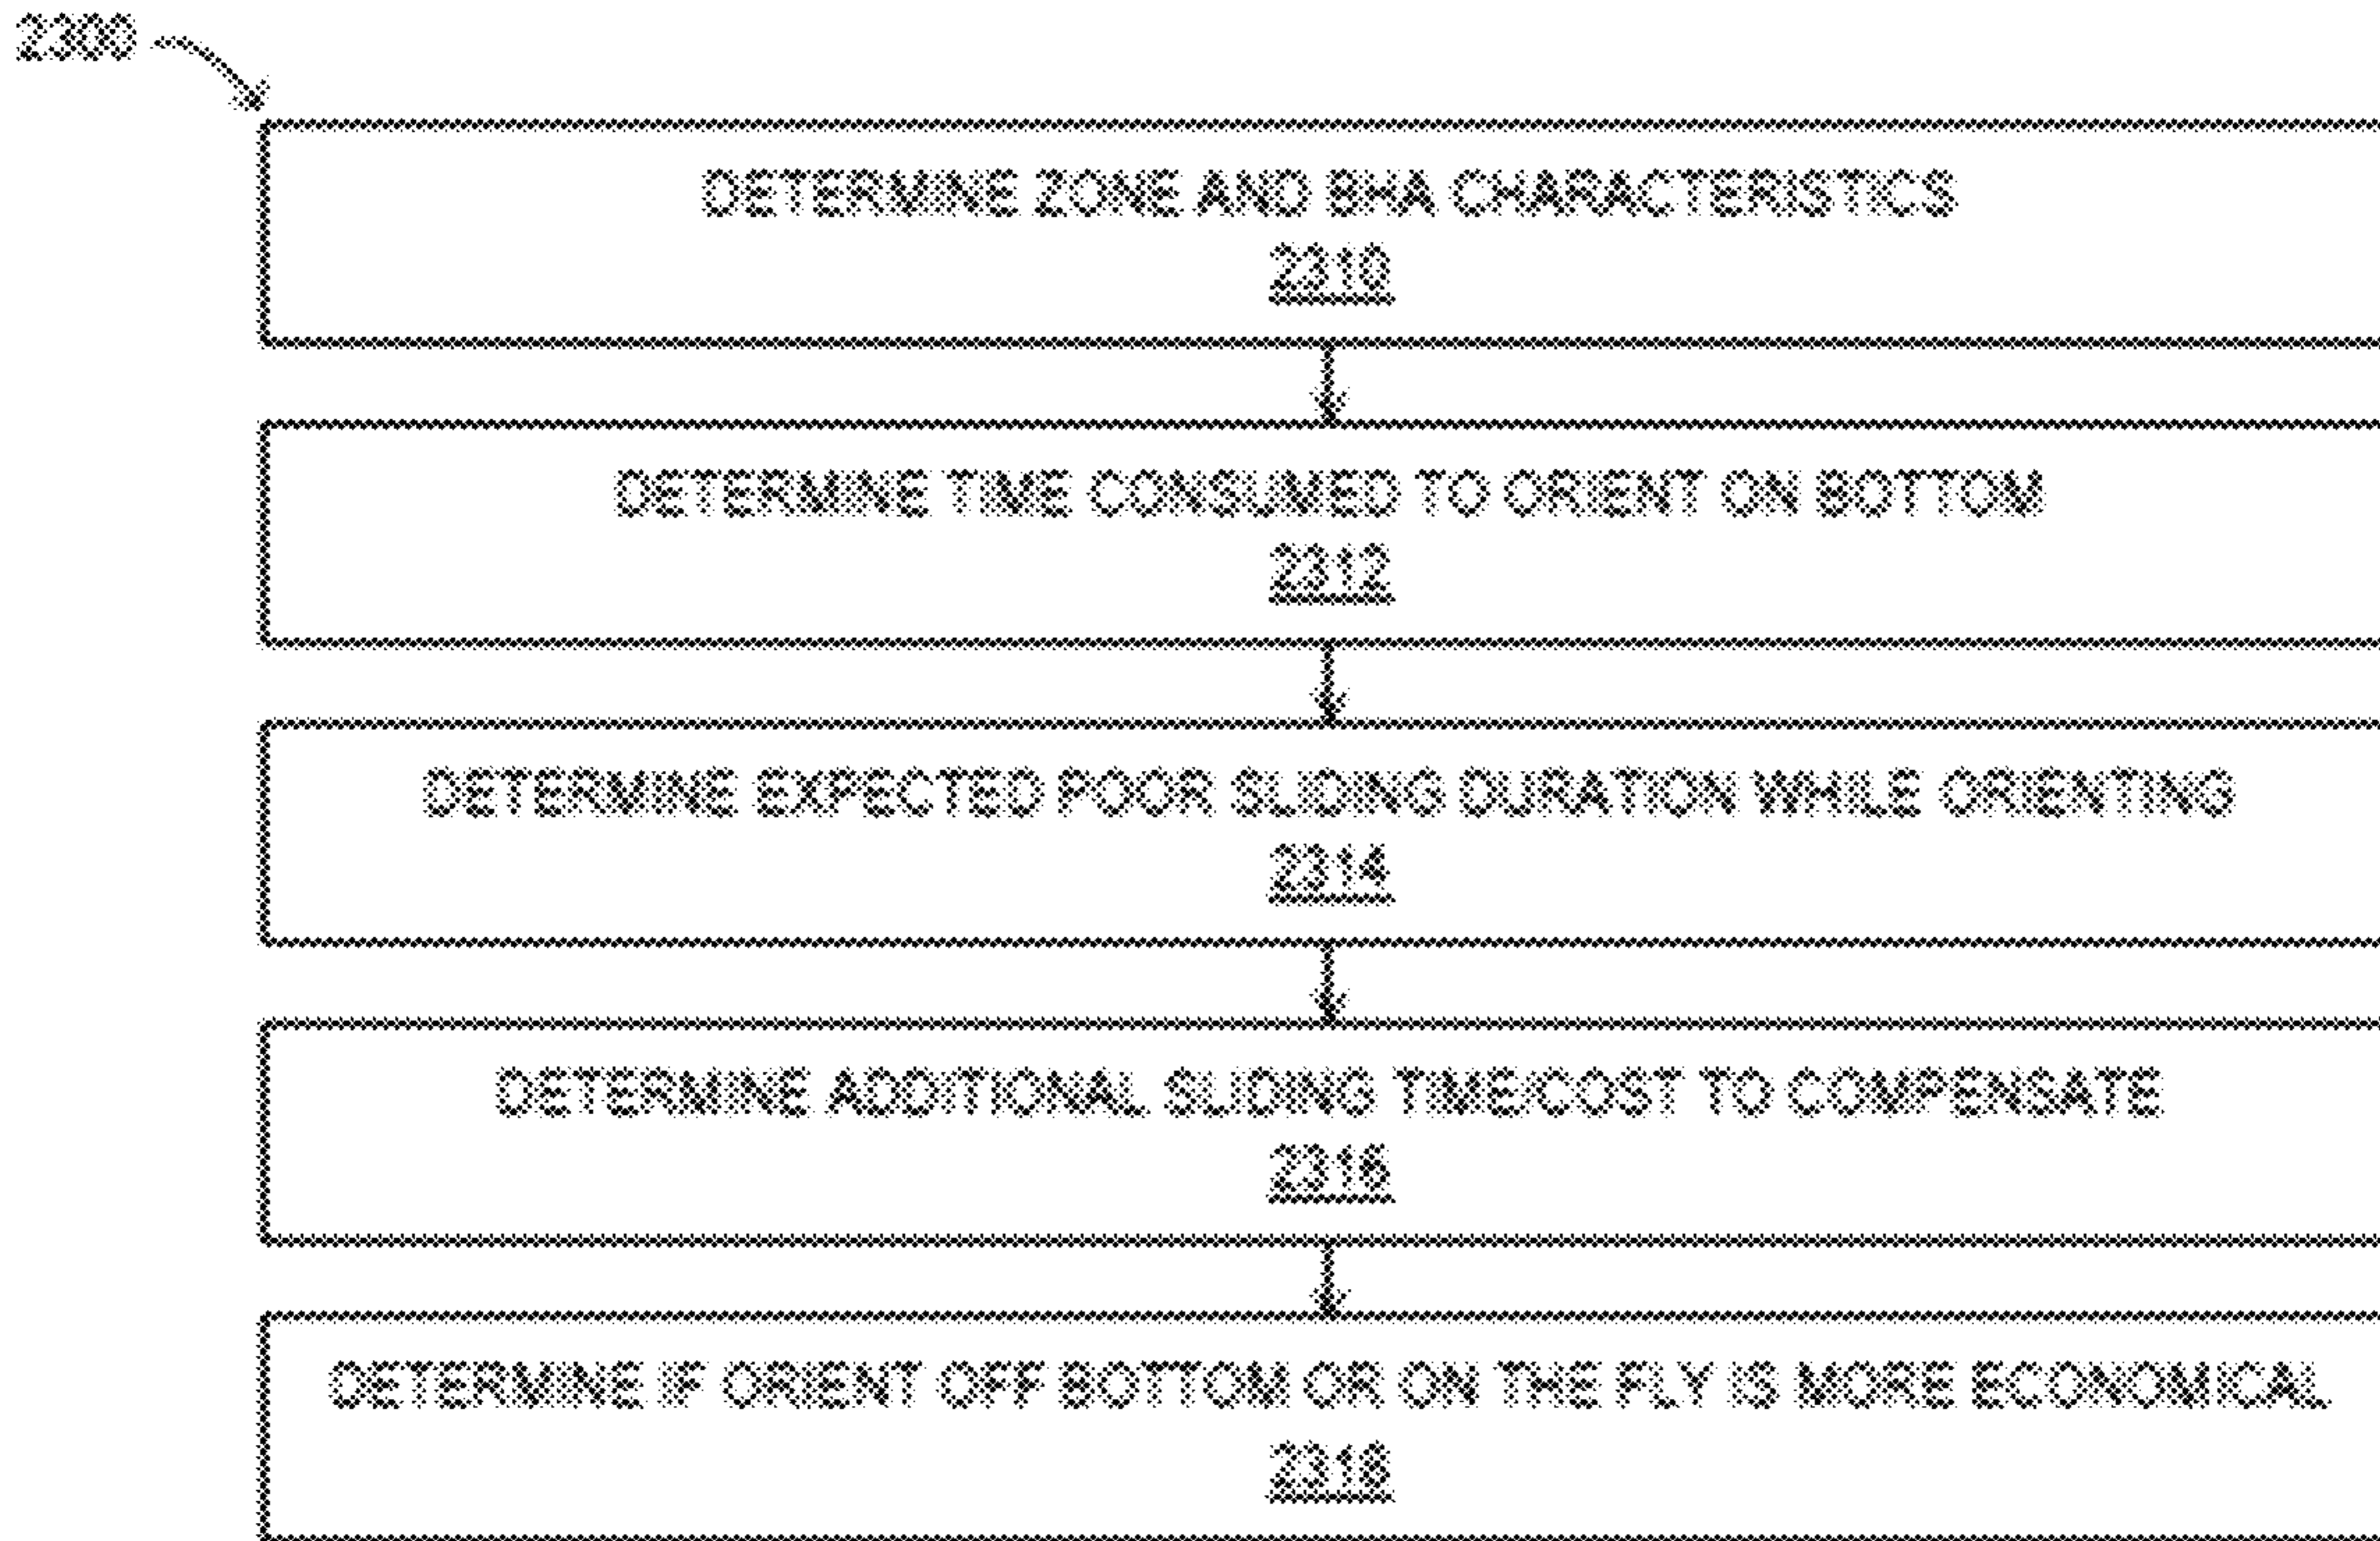 2300
DETERMINE ZONE AND BHA CHARACTERISTICS
2310
DETERMINE TIME CONSUMED TO ORIENT ON BOTTOM
2312
DETERMINE EXPECTED POOR SLIDING DURATION WHILE ORIENTING
2314
DETERMINE ADDITIONAL SLIDING TIME/COST TO COMPENSATE
2316
DETERMINE IF ORIENT OFF BOTTOM OR ON THE FLY IS MORE ECONOMICAL
2318